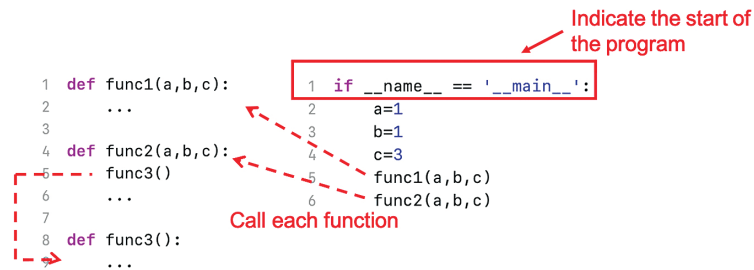 Indicate the start of
the program
1 def func1(a,b,c):
2 ...
3
4 def func2(a,b,c):
5 func3()
6 ...
7
8 def func3():
9 ...
1 if __name__ == '__main__':
2 a=1
3 b=1
4 c=3
5 func1(a,b,c)
6 func2(a,b,c)
Call each function